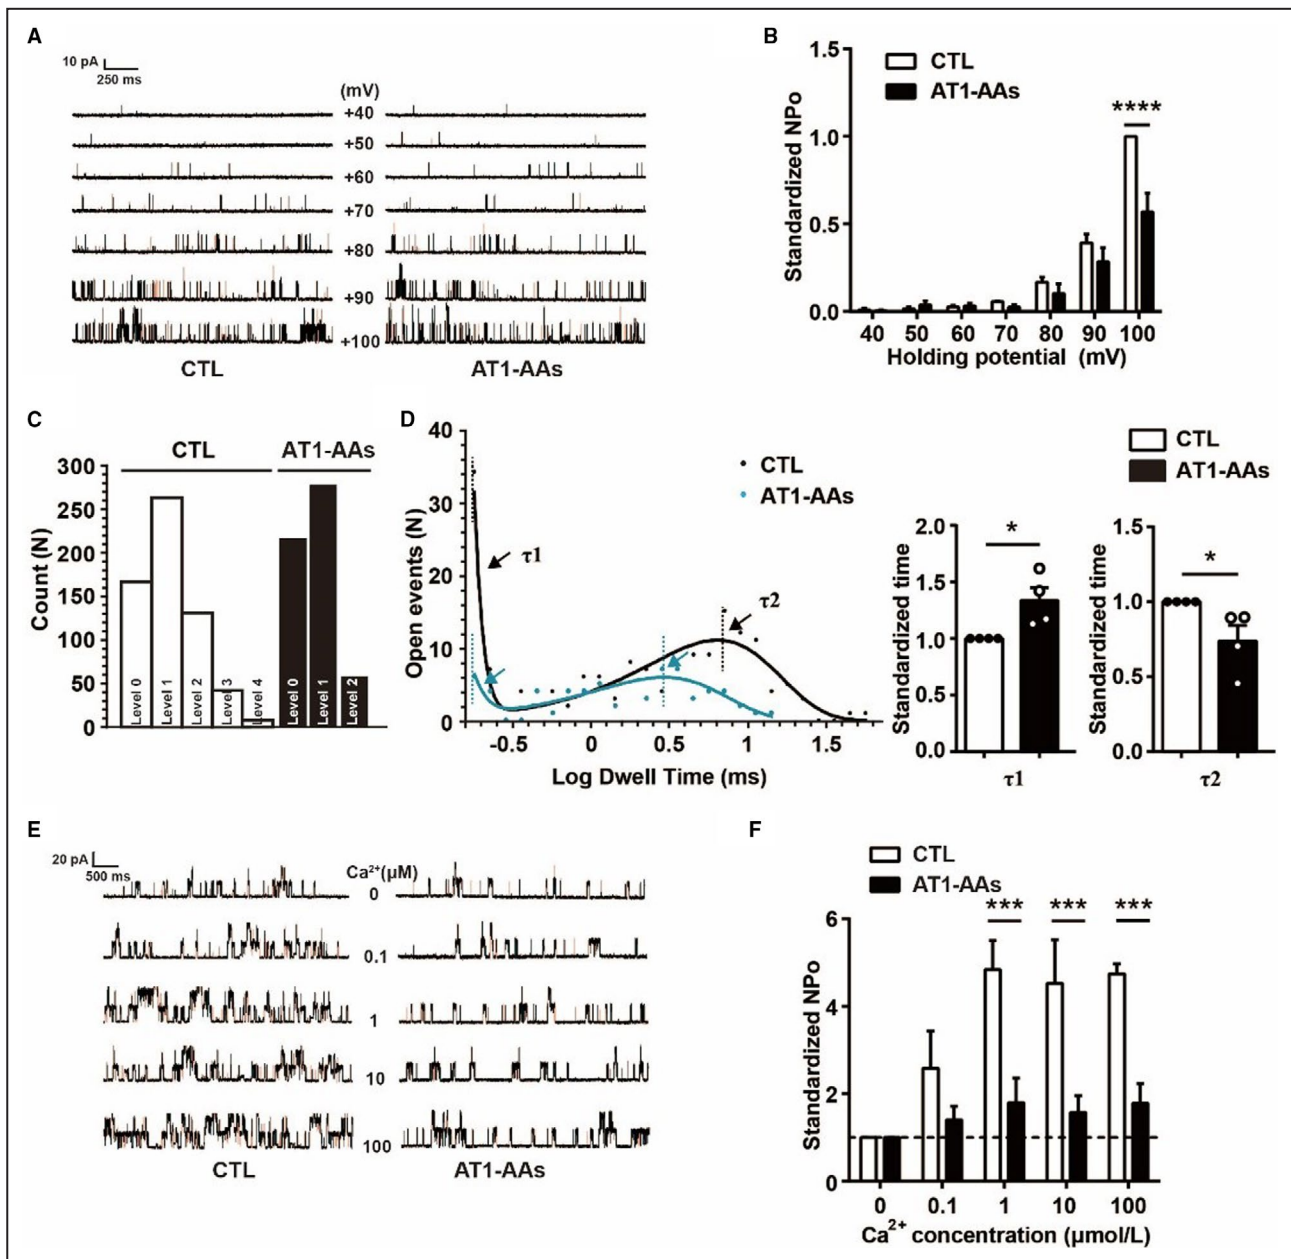 A
10 pA
250 ms
(mV)
+40
+50
+60
+70
+80
+90
+100
CTL
AT1-AAs
B
CTL
AT1-AAs
****
Standardized NPo
1.5
1.0
0.5
0.0
40 50 60 70 80 90 100
Holding potential (mV)
C
CTL
AT1-AAs
Count (N)
300
250
200
150
100
50
0
Level 0
Level 1
Level 2
Level 3
Level 4
Level 0
Level 1
Level 2
D
Open events (N)
40
30
20
10
0
CTL
AT1-AAs
τ1
τ2
-0.5 0 0.5 1 1.5
Log Dwell Time (ms)
CTL
AT1-AAs
Standardized time
2.0
1.5
1.0
0.5
0.0
*
τ1
Standardized time
1.5
1.0
0.5
0.0
*
τ2
E
20 pA
500 ms
Ca²⁺(μM)
0
0.1
1
10
100
CTL
AT1-AAs
F
CTL
AT1-AAs
*** *** ***
Standardized NPo
6
4
2
0
0 0.1 1 10 100
Ca²⁺ concentration (μmol/L)